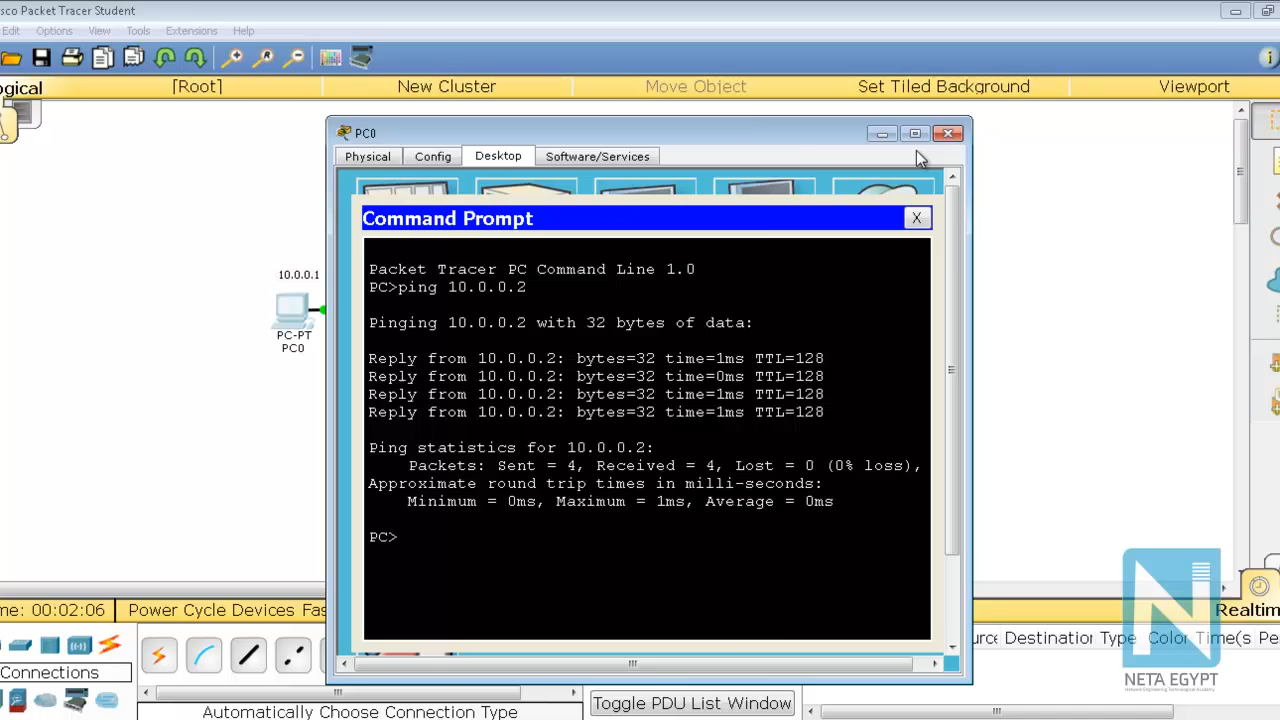 sco Packet Tracer Student
Edit Options View Tools Extensions Help
ogical [Root] New Cluster Move Object Set Tiled Background Viewport
PC0
Physical Config Desktop Software/Services
Command Prompt X
Packet Tracer PC Command Line 1.0
PC>ping 10.0.0.2
Pinging 10.0.0.2 with 32 bytes of data:
Reply from 10.0.0.2: bytes=32 time=1ms TTL=128
Reply from 10.0.0.2: bytes=32 time=0ms TTL=128
Reply from 10.0.0.2: bytes=32 time=1ms TTL=128
Reply from 10.0.0.2: bytes=32 time=1ms TTL=128
Ping statistics for 10.0.0.2:
Packets: Sent = 4, Received = 4, Lost = 0 (0% loss),
Approximate round trip times in milli-seconds:
Minimum = 0ms, Maximum = 1ms, Average = 0ms
PC>
10.0.0.1
PC-PT
PC0
me: 00:02:06 Power Cycle Devices Fas Realtim
Connections
urc Destination Type Color Time(s Pe
Automatically Choose Connection Type
Toggle PDU List Window
N
NETA EGYPT
Network Engineering Technological Academy